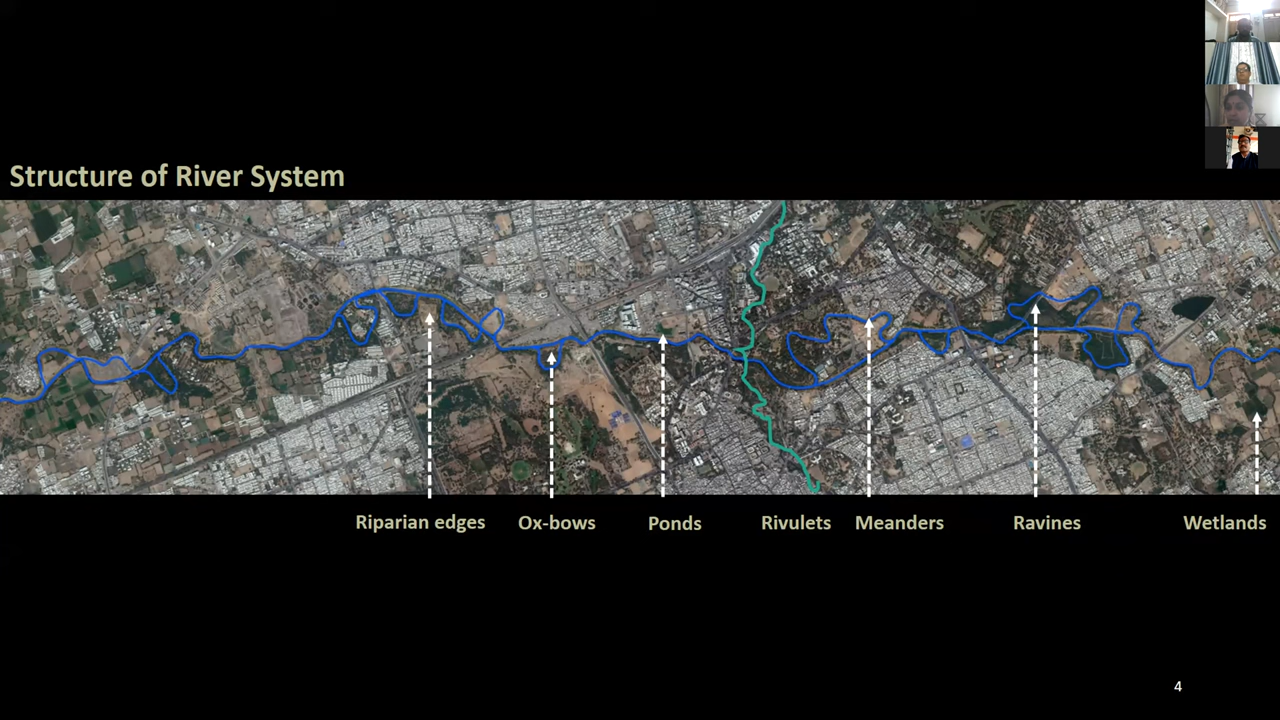 Structure of River System
Riparian edges Ox-bows Ponds Rivulets Meanders Ravines Wetlands
4